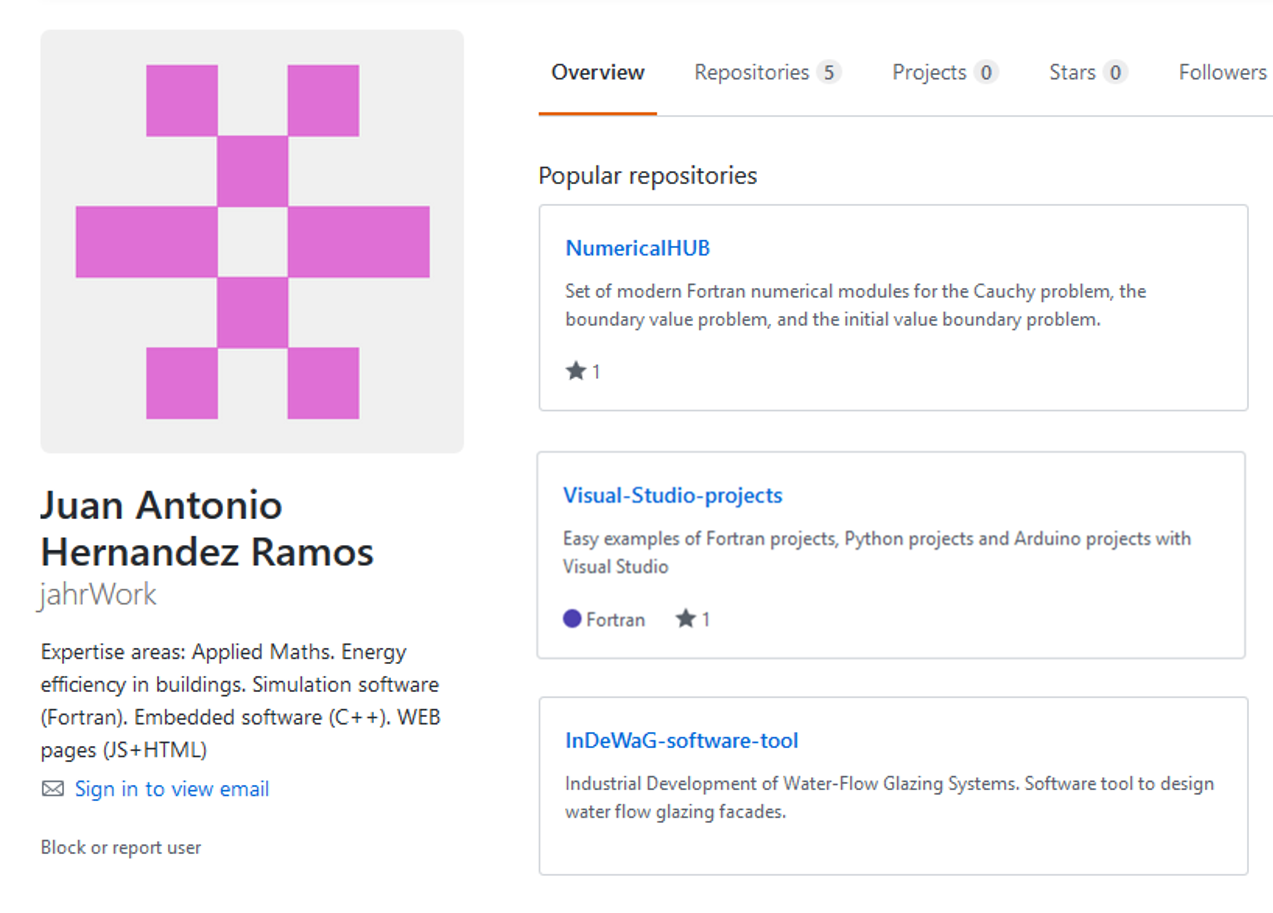 Overview Repositories 5 Projects 0 Stars 0 Followers
Popular repositories
NumericalHUB
Set of modern Fortran numerical modules for the Cauchy problem, the
boundary value problem, and the initial value boundary problem.
1
Visual-Studio-projects
Easy examples of Fortran projects, Python projects and Arduino projects with
Visual Studio
Fortran 1
InDeWaG-software-tool
Industrial Development of Water-Flow Glazing Systems. Software tool to design
water flow glazing facades.
Juan Antonio
Hernandez Ramos
jahrWork
Expertise areas: Applied Maths. Energy
efficiency in buildings. Simulation software
(Fortran). Embedded software (C++). WEB
pages (JS+HTML)
Sign in to view email
Block or report user